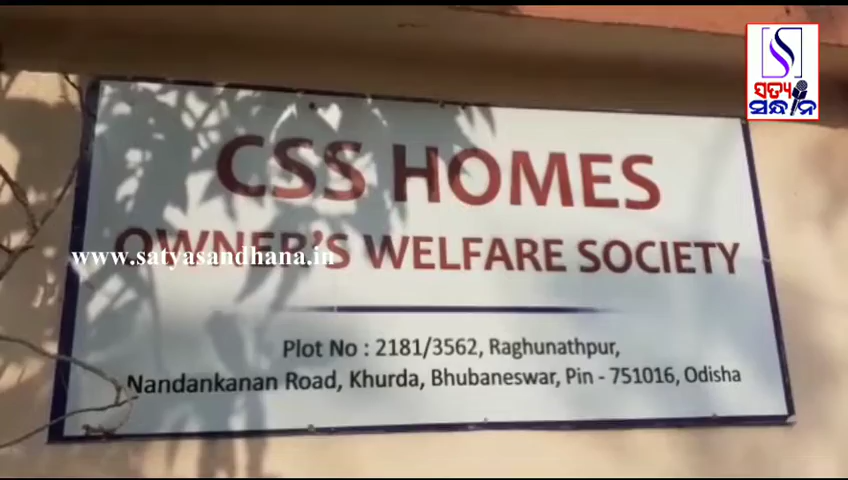 ସତ୍ୟ
ସନ୍ଧାନ
CSS HOMES
OWNER'S WELFARE SOCIETY
www.satyasandhana.in
Plot No : 2181/3562, Raghunathpur,
Nandankanan Road, Khurda, Bhubaneswar, Pin - 751016, Odisha